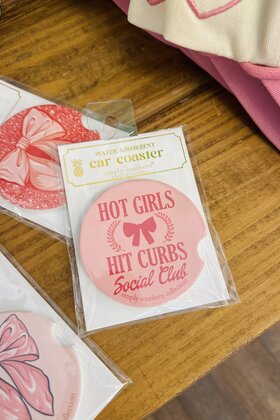 WATER ABSORBENT
car coaster
simply southern®
HOT GIRLS
HIT CURBS
Social Club
simply southern collection